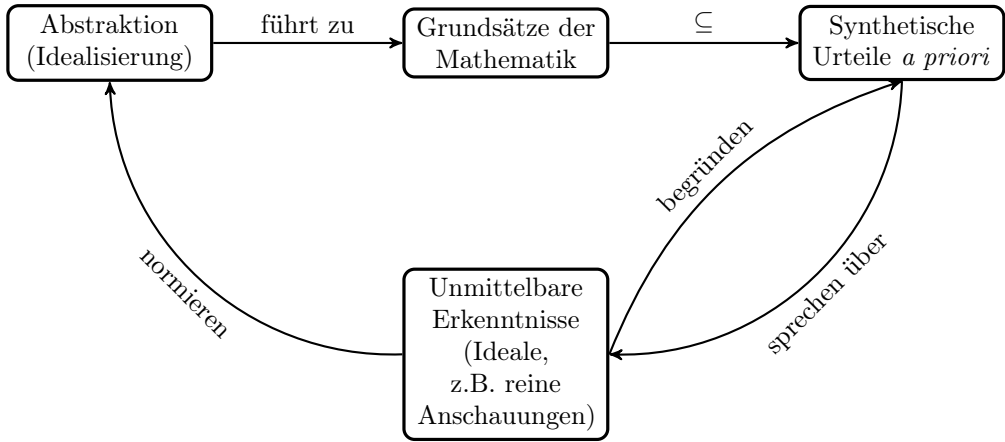 Abstraktion
(Idealisierung)
führt zu
Grundsätze der
Mathematik
⊆
Synthetische
Urteile a priori
begründen
sprechen über
normieren
Unmittelbare
Erkenntnisse
(Ideale,
z.B. reine
Anschauungen)